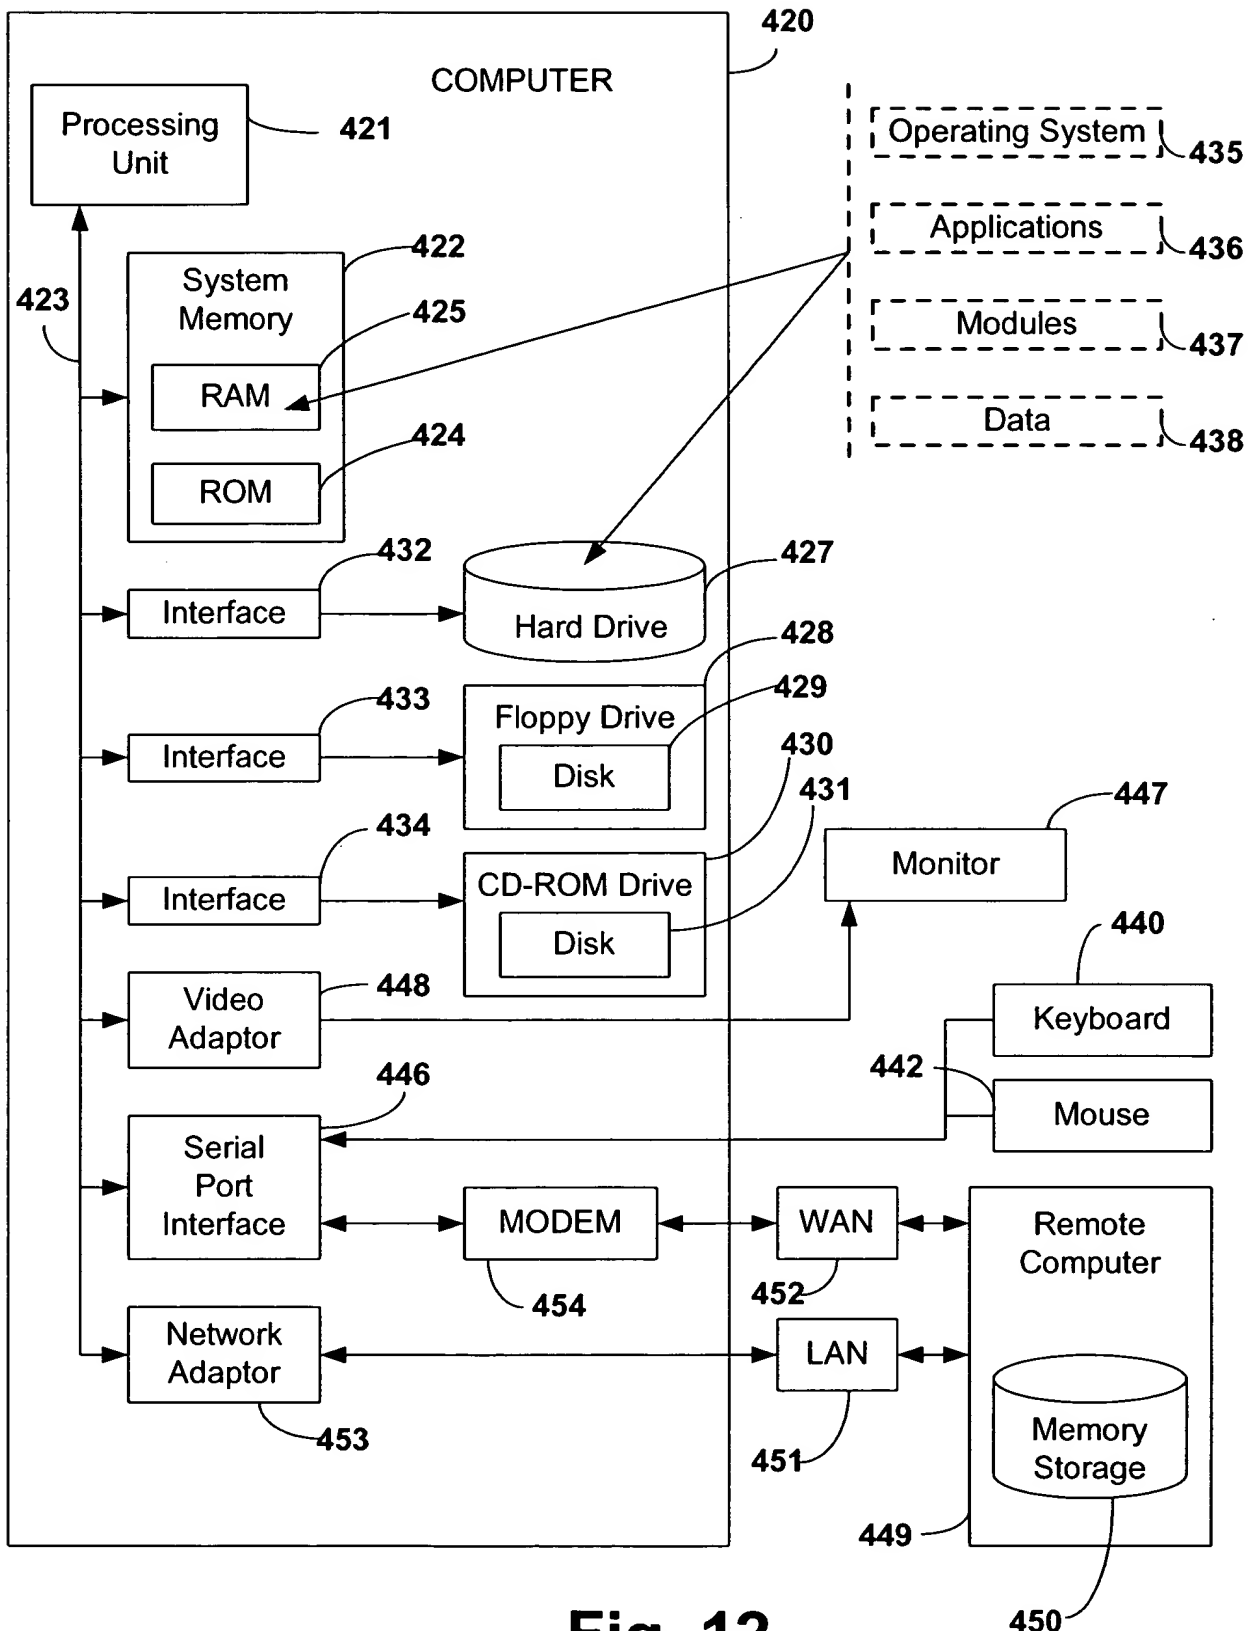 420
COMPUTER
Processing
Unit
421
Operating System
435
Applications
436
Modules
437
Data
438
423
422
System
Memory
425
RAM
424
ROM
432
Interface
427
Hard Drive
428
433
Interface
Floppy Drive
429
Disk
430
431
434
Interface
CD-ROM Drive
Disk
447
Monitor
448
Video
Adaptor
440
Keyboard
442
Mouse
446
Serial
Port
Interface
MODEM
454
WAN
452
Remote
Computer
Network
Adaptor
453
LAN
451
Memory
Storage
449
450